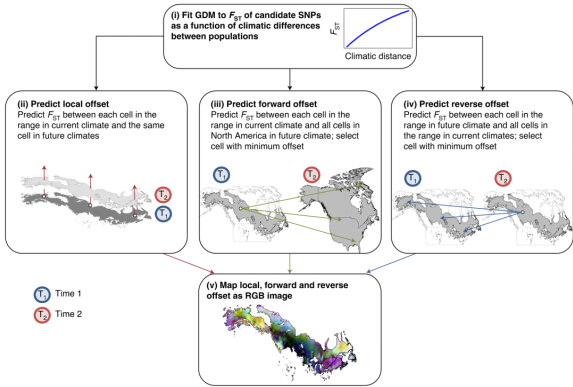 (i) Fit GDM to FST of candidate SNPs
as a function of climatic differences
between populations
FST
Climatic distance
(ii) Predict local offset
Predict FST between each cell in the
range in current climate and the same
cell in future climates
T2
T1
(iii) Predict forward offset
Predict FST between each cell in the
range in current climate and all cells in
North America in future climate; select
cell with minimum offset
T1
T2
(iv) Predict reverse offset
Predict FST between each cell in the
range in future climate and all cells in
the range in current climates; select
cell with minimum offset
T1
T2
T1 Time 1
T2 Time 2
(v) Map local, forward and reverse
offset as RGB image